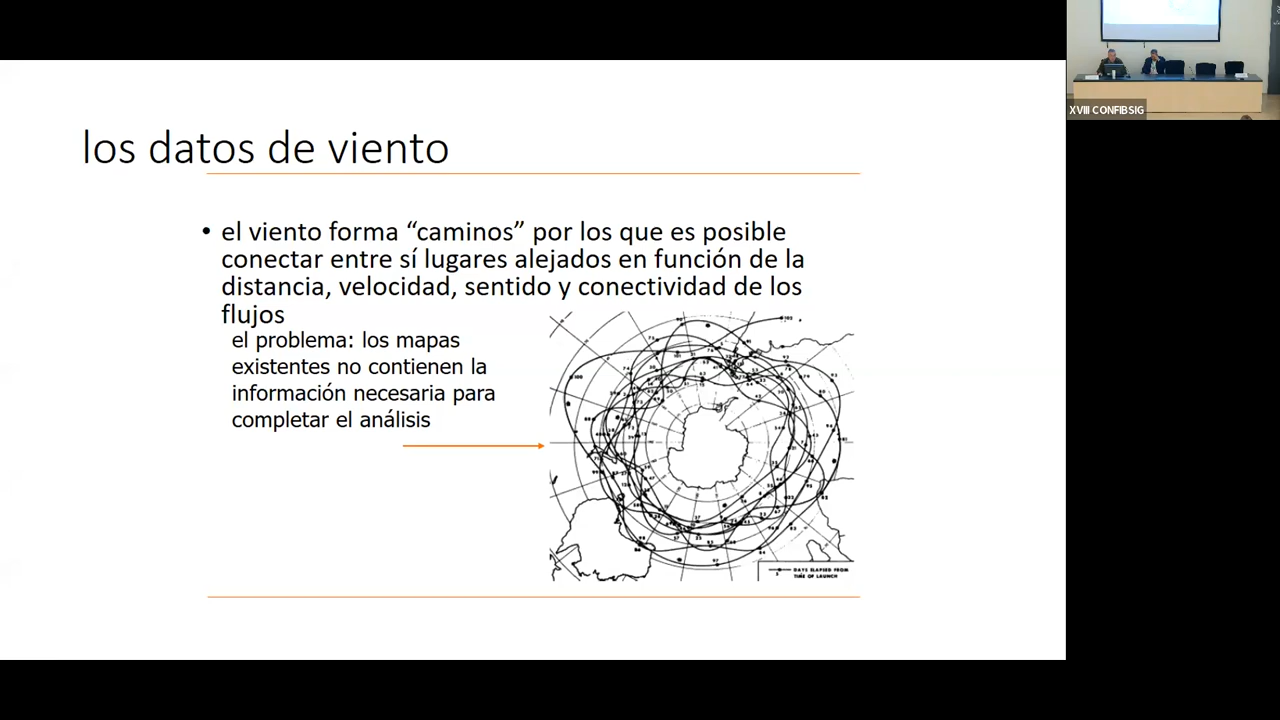 los datos de viento
• el viento forma “caminos” por los que es posible
conectar entre sí lugares alejados en función de la
distancia, velocidad, sentido y conectividad de los
flujos
el problema: los mapas
existentes no contienen la
información necesaria para
completar el análisis
DAYS ELAPSED FROM
TIME OF LAUNCH
XVIII CONFIBSIG